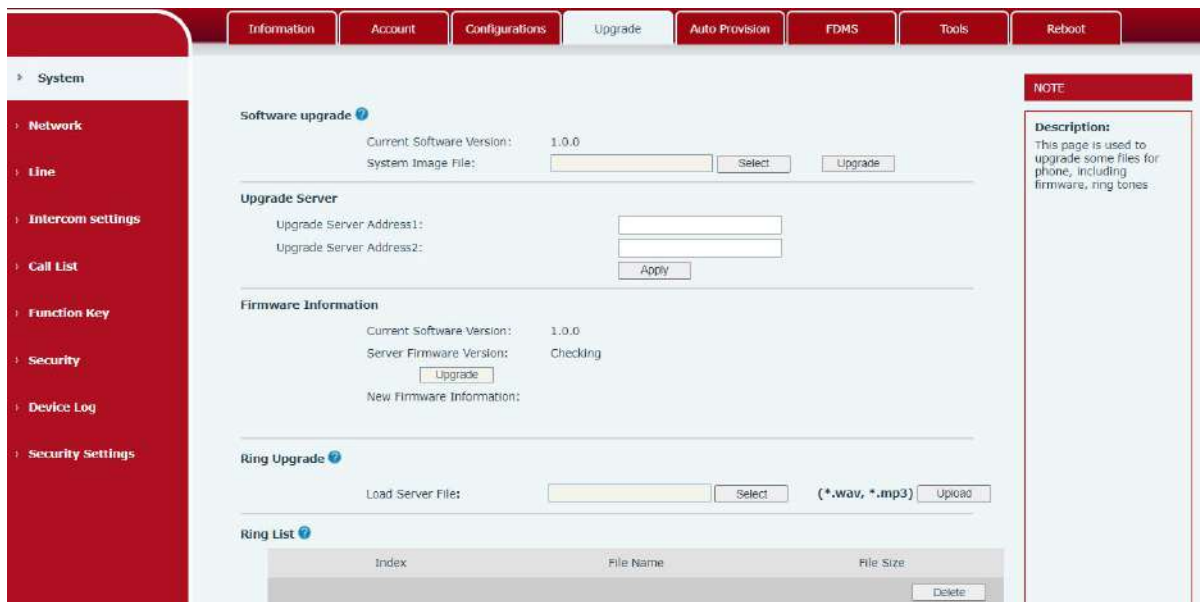 Information Account Configurations Upgrade Auto Provision FDMS Tools Reboot
System
Network
Line
Intercom settings
Call List
Function Key
Security
Device Log
Security Settings
Software upgrade
Current Software Version: 1.0.0
System Image File: Select Upgrade
Upgrade Server
Upgrade Server Address1:
Upgrade Server Address2:
Apply
Firmware Information
Current Software Version: 1.0.0
Server Firmware Version: Checking
Upgrade
New Firmware Information:
Ring Upgrade
Load Server File: Select (*.wav, *.mp3) Upload
Ring List
Index File Name File Size
Delete
NOTE
Description:
This page is used to
upgrade some files for
phone, including
firmware, ring tones